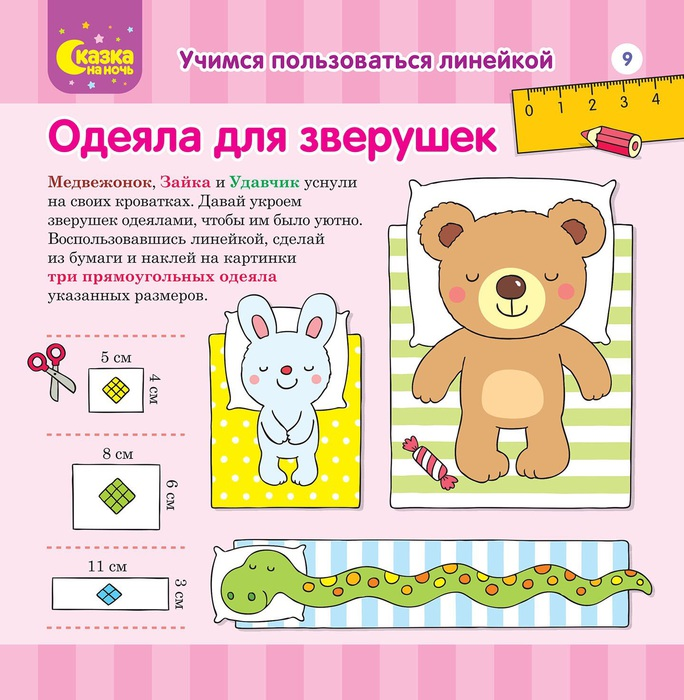 Сказка
на ночь
Учимся пользоваться линейкой
9
0 1 2 3 4
Одеяла для зверушек
Медвежонок, Зайка и Удавчик уснули
на своих кроватках. Давай укроем
зверушек одеялами, чтобы им было уютно.
Воспользовавшись линейкой, сделай
из бумаги и наклей на картинки
три прямоугольных одеяла
указанных размеров.
5 см
4 см
8 см
6 см
11 см
3 см